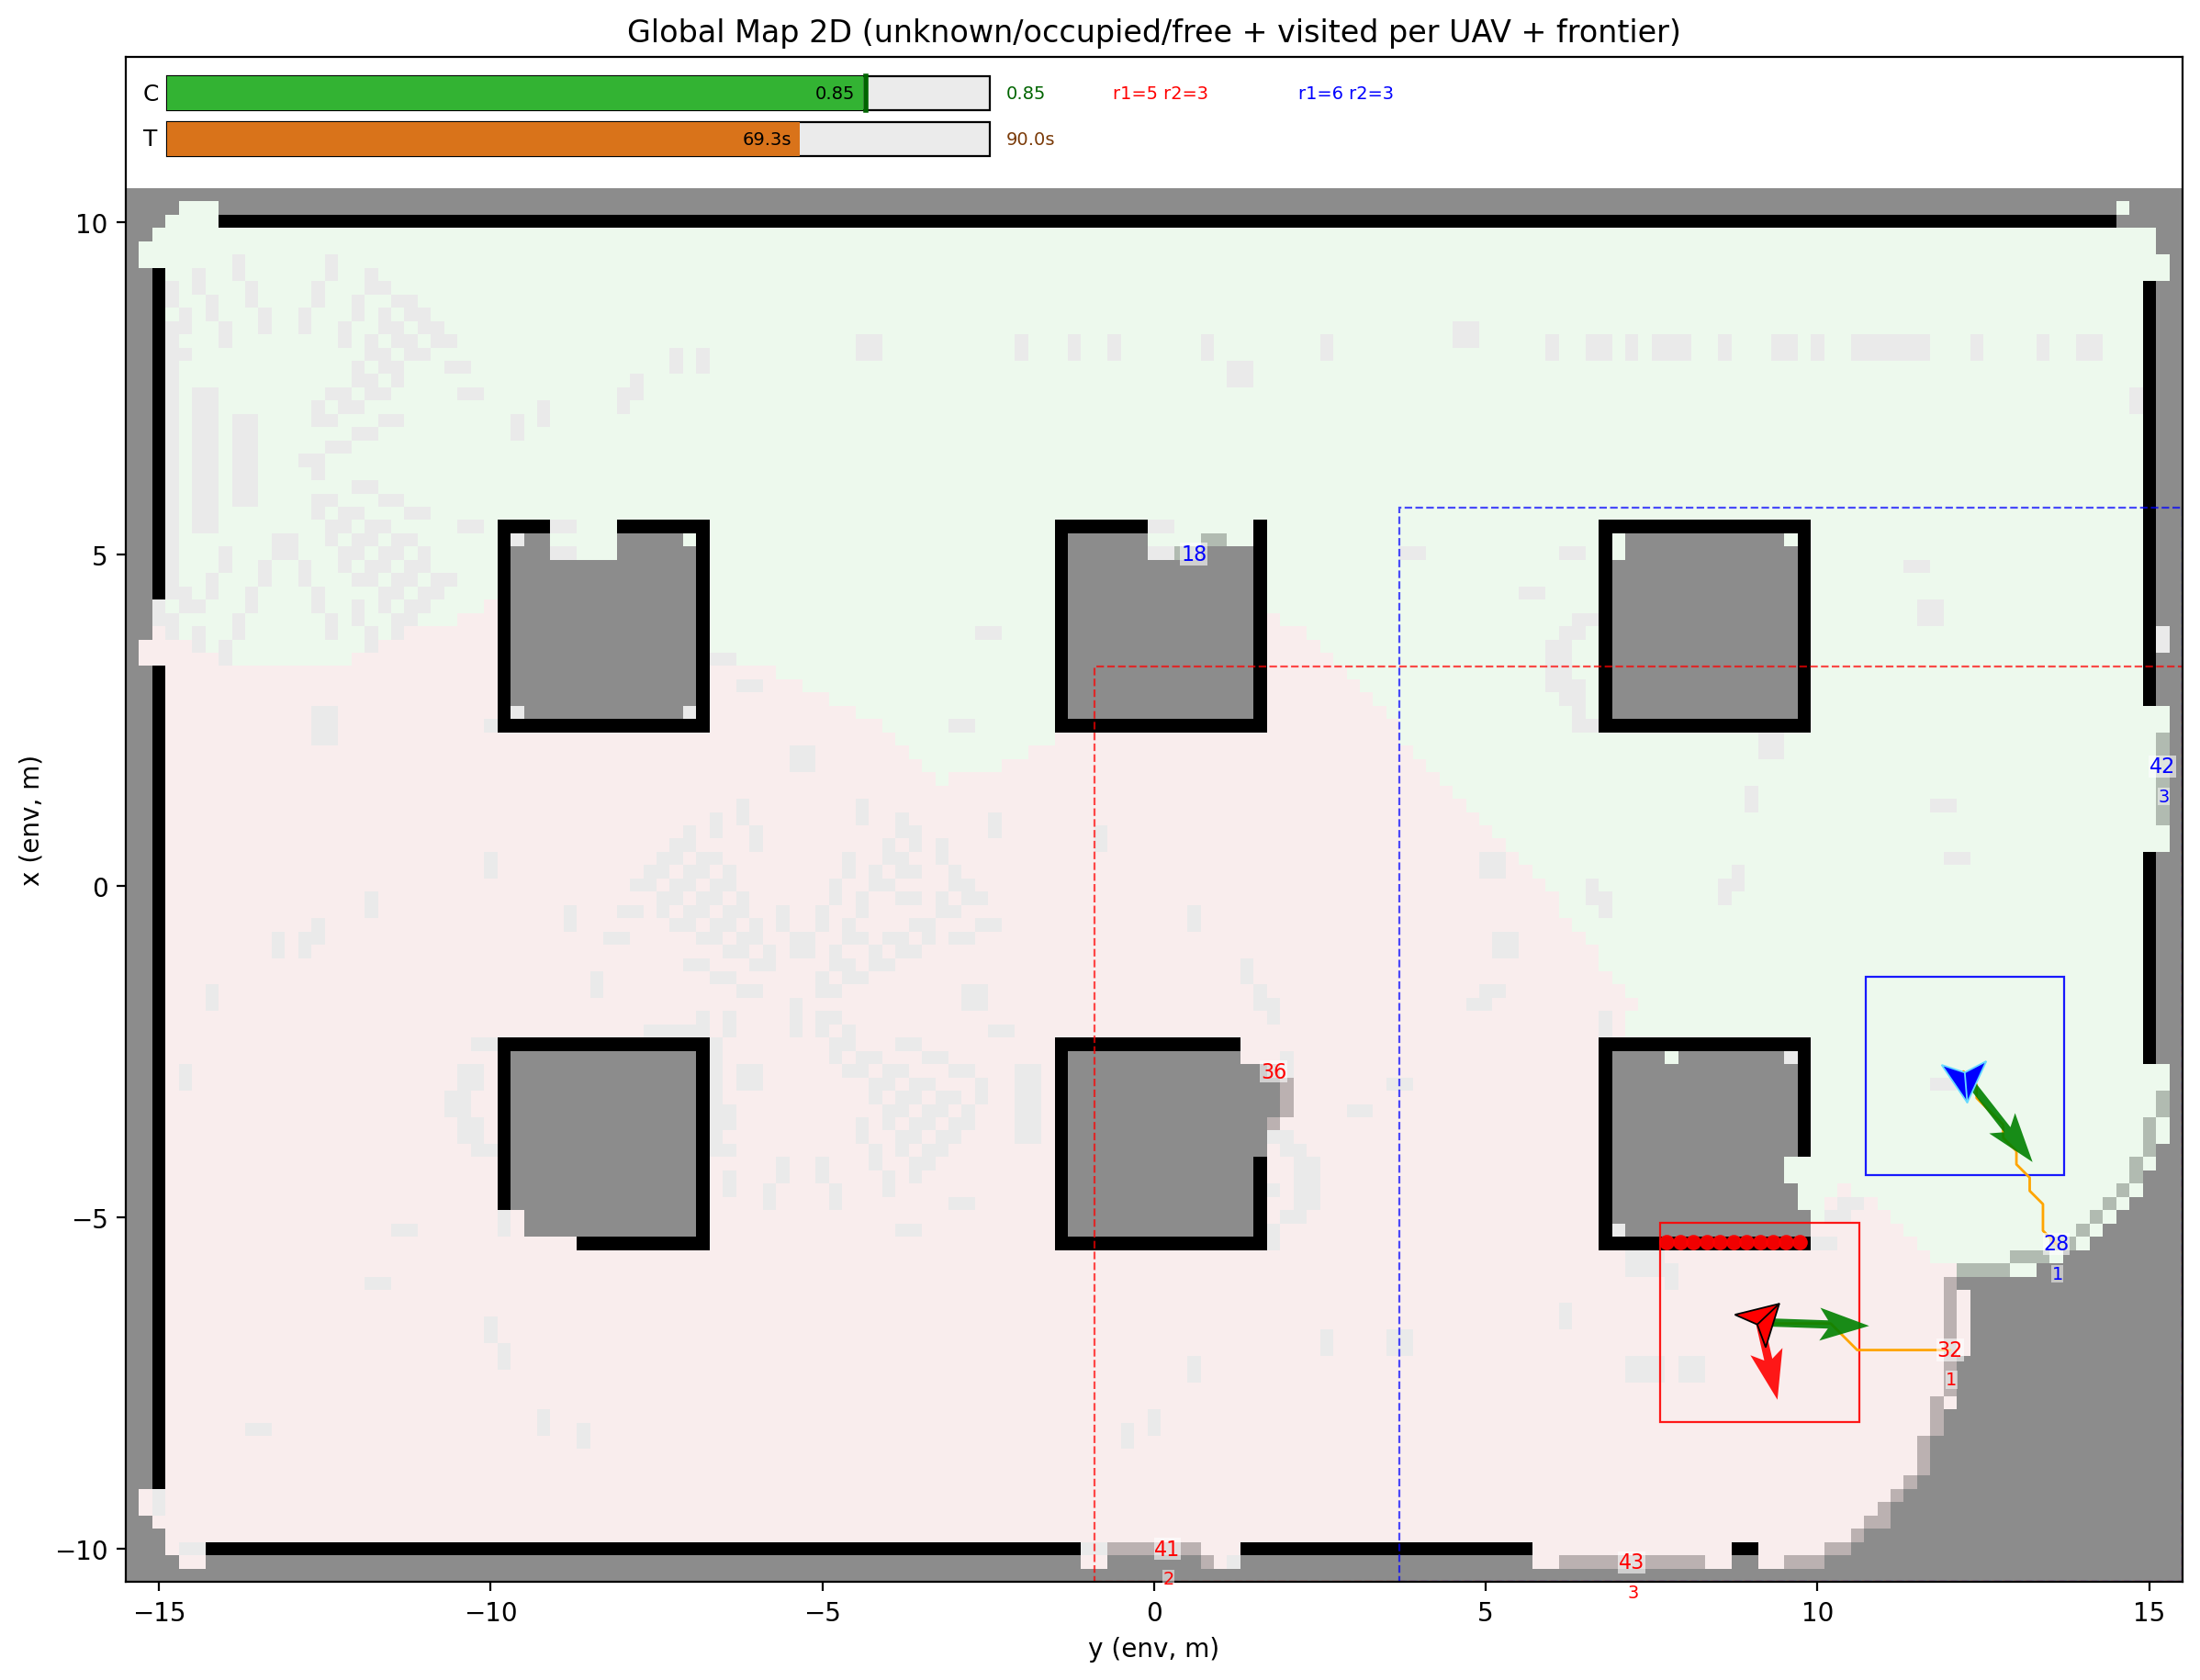 Global Map 2D (unknown/occupied/free + visited per UAV + frontier)
C 0.85 0.85 r1=5 r2=3 r1=6 r2=3
T 69.3s 90.0s
10
5
0
−5
−10
x (env, m)
18
42
3
36
28
1
32
1
41
2
43
3
−15 −10 −5 0 5 10 15
y (env, m)